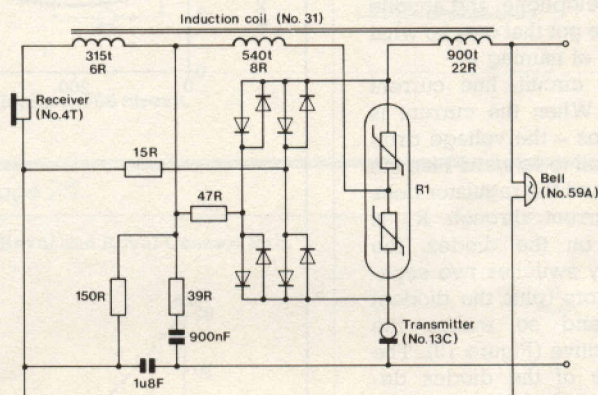 Induction coil (No. 31)
315t
6R
540t
8R
900t
22R
Receiver
(No.4T)
15R
R1
Bell
(No.59A)
47R
150R
39R
900nF
Transmitter
(No.13C)
1u8F